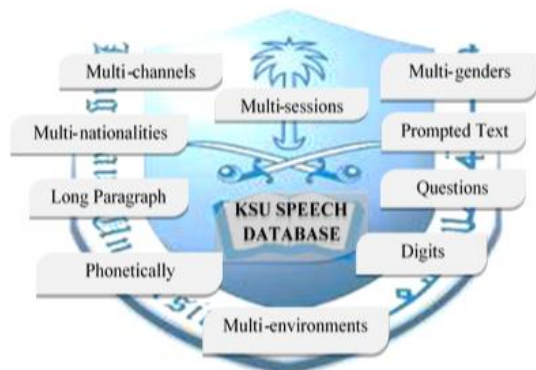 Multi-channels
Multi-genders
Multi-sessions
Multi-nationalities
Prompted Text
Long Paragraph
Questions
KSU SPEECH
DATABASE
Digits
Phonetically
Multi-environments